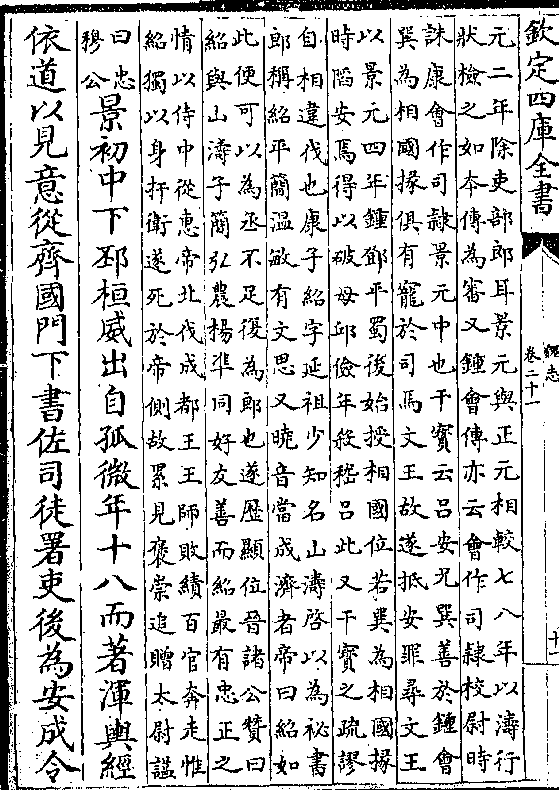 欽定四庫全書
魏志
卷二十一
十一
元二年除吏部郎耳景元與正元相較七八年以濤行
狀檢之如本傳為審又鍾會傳亦云會作司隸校尉時
誅康會作司隸景元中也干寶云吕安兄巽善於鍾會
巽為相國掾俱有寵於司馬文王故遂抵安罪尋文王
以景元四年鍾鄧平蜀後始授相國位若巽為相國掾
時陷安焉得以破毋邱儉年殺嵇吕此又干寶之疏謬
自相違伐也康子紹字延祖少知名山濤啓以為秘書
郎稱紹平簡温敏有文思又曉音當成濟者帝曰紹如
此便可以為丞不足復為郎也遂歷顯位晉諸公贊曰
紹與山濤子簡弘農楊準同好友善而紹最有忠正之
情以侍中從惠帝北伐成都王王師敗績百官奔走惟
紹獨以身扞衛遂死於帝側故累見襃崇追贈太尉諡
曰忠
穆公
景初中下邳桓威出自孤微年十八而著渾輿經
依道以見意從齊國門下書佐司徒署吏後為安成令